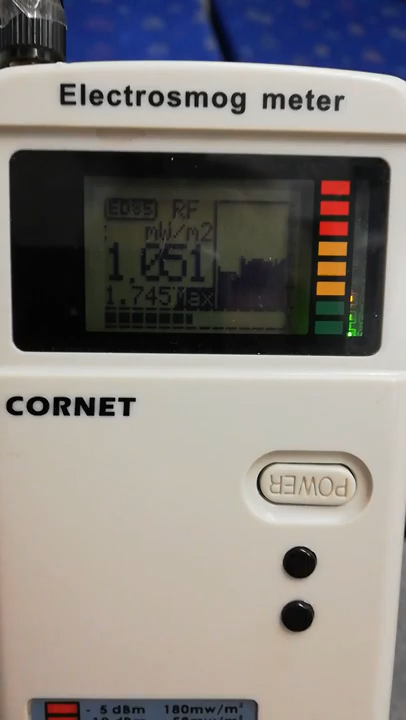 Electrosmog meter
ED85 RF
mW/m2
1.051
1.745 Max
CORNET
POWER
- 5 dBm 180mw/m²